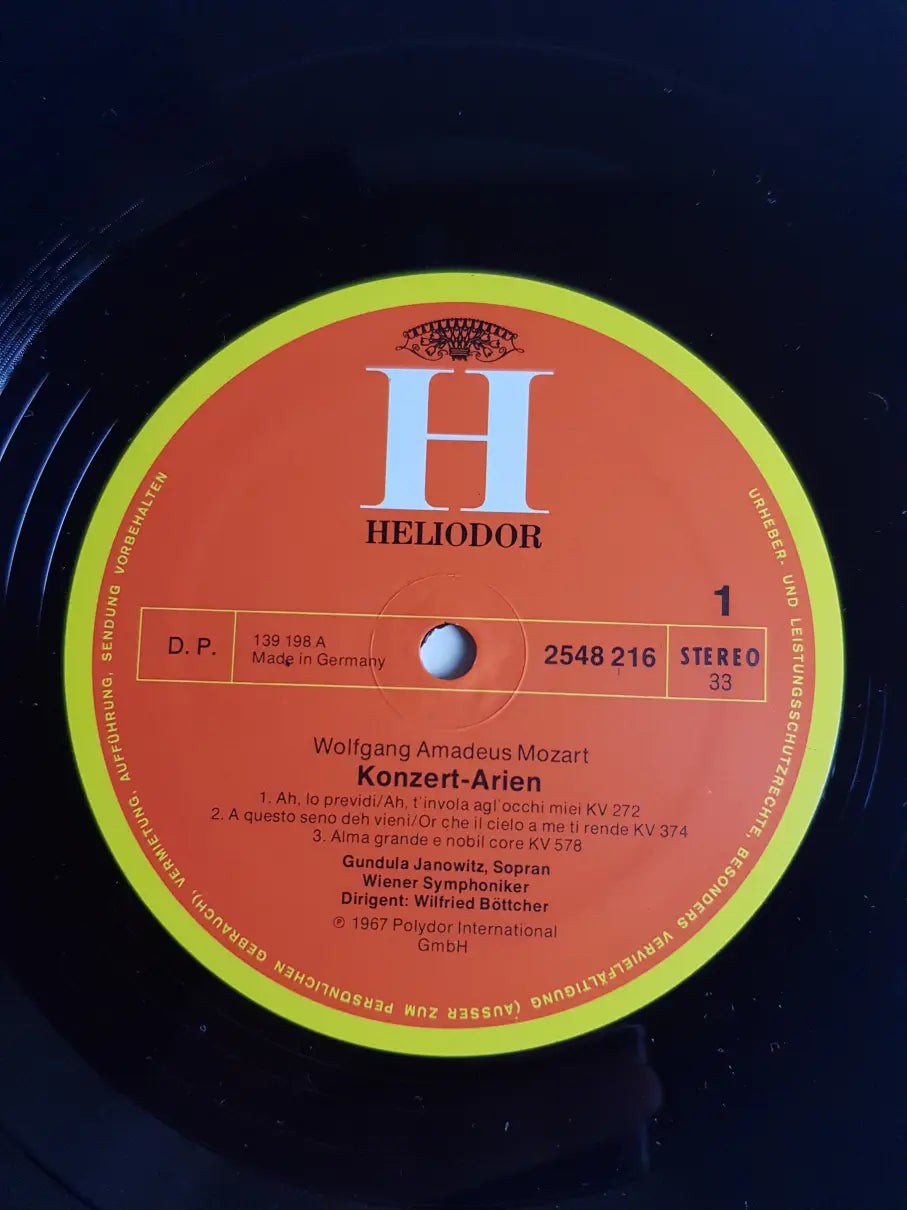 H
HELIODOR
1
D. P.
139 198 A
Made in Germany
2548 216
STEREO
33
Wolfgang Amadeus Mozart
Konzert-Arien
1. Ah, lo previdi/Ah, t'invola agl'occhi miei KV 272
2. A questo seno deh vieni/Or che il cielo a me ti rende KV 374
3. Alma grande e nobil core KV 578
Gundula Janowitz, Sopran
Wiener Symphoniker
Dirigent: Wilfried Böttcher
℗ 1967 Polydor International
GmbH
URHEBER- UND LEISTUNGSSCHUTZRECHTE, BESONDERS VERVIELFÄLTIGUNG (AUSSER ZUM PERSÖNLICHEN GEBRAUCH), VERMIETUNG, AUFFÜHRUNG, SENDUNG VORBEHALTEN